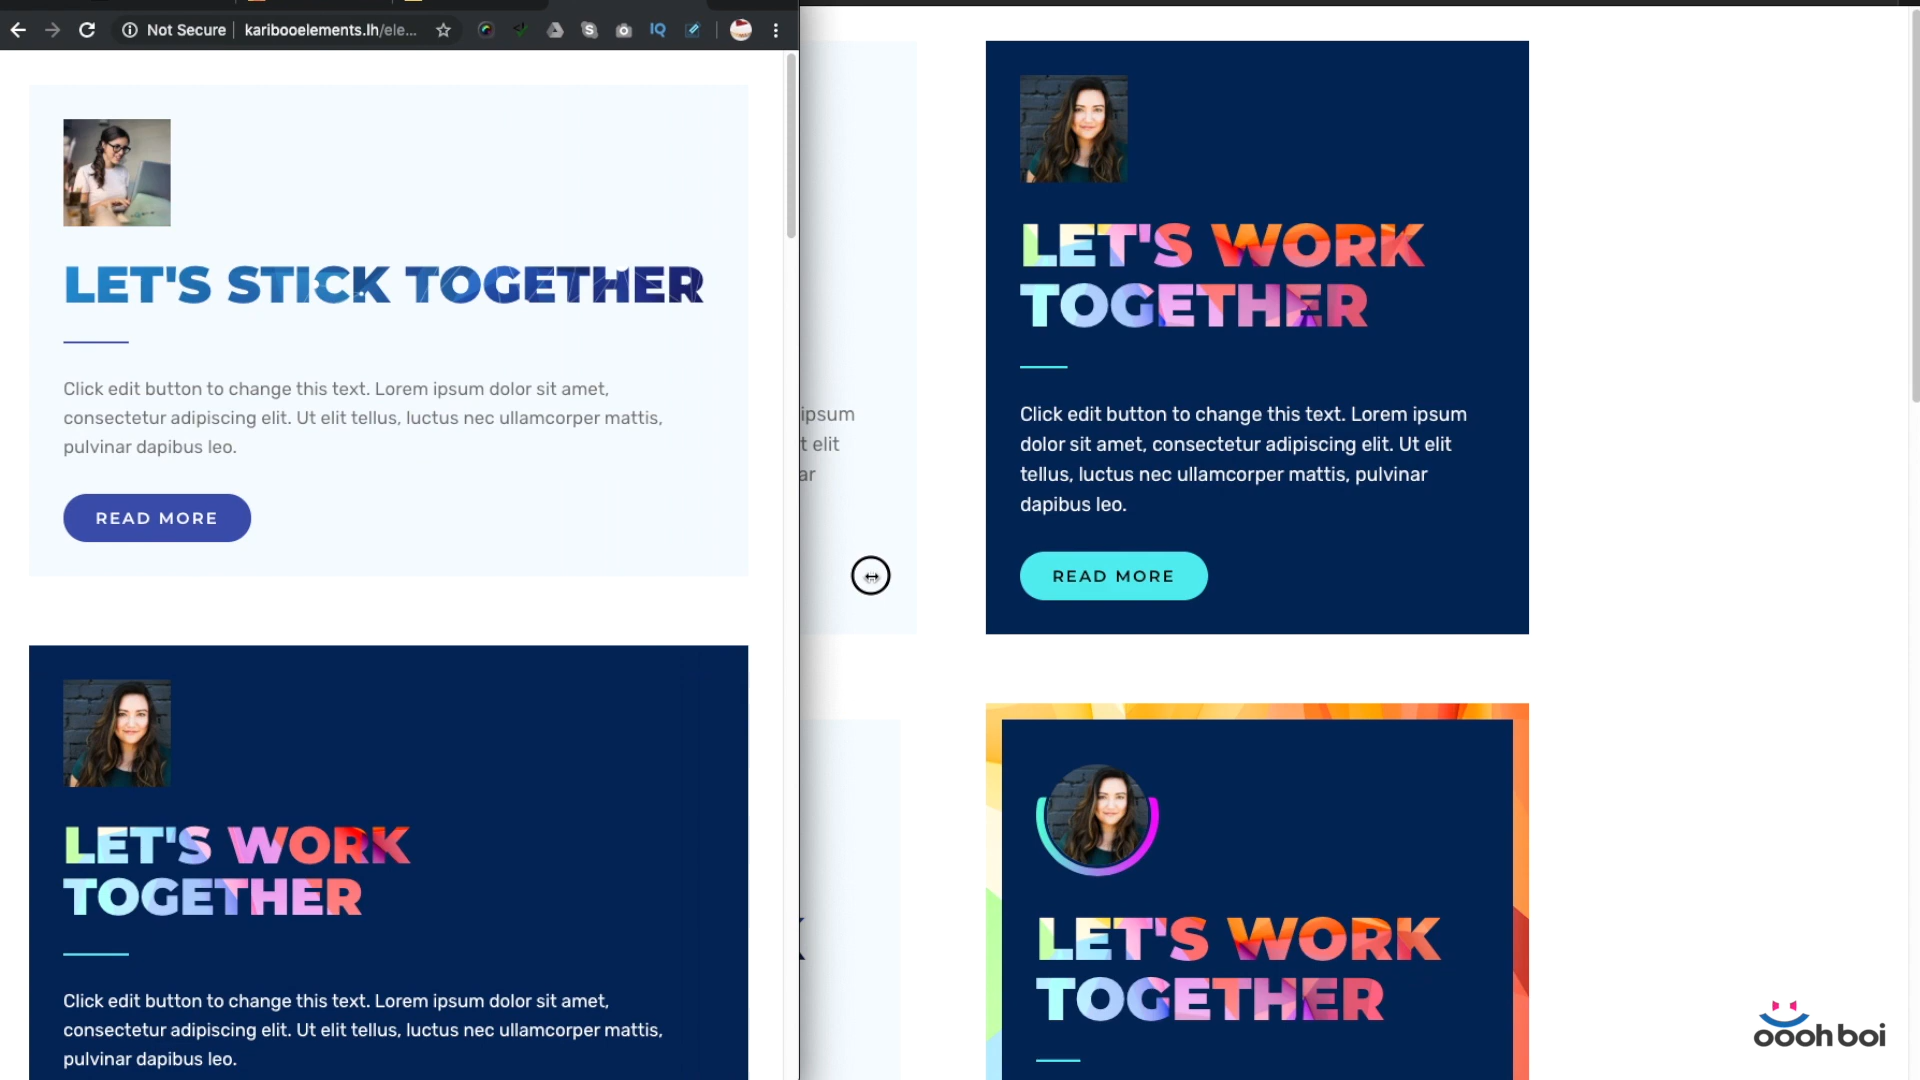 Not Secure
karibooelements.lh/ele...
IQ
LET'S STICK TOGETHER
Click edit button to change this text. Lorem ipsum dolor sit amet,
consectetur adipiscing elit. Ut elit tellus, luctus nec ullamcorper mattis,
pulvinar dapibus leo.
READ MORE
LET'S WORK
TOGETHER
Click edit button to change this text. Lorem ipsum dolor sit amet,
consectetur adipiscing elit. Ut elit tellus, luctus nec ullamcorper mattis,
pulvinar dapibus leo.
ipsum
t elit
ar
LET'S WORK
TOGETHER
Click edit button to change this text. Lorem ipsum
dolor sit amet, consectetur adipiscing elit. Ut elit
tellus, luctus nec ullamcorper mattis, pulvinar
dapibus leo.
READ MORE
LET'S WORK
TOGETHER
ooohboi